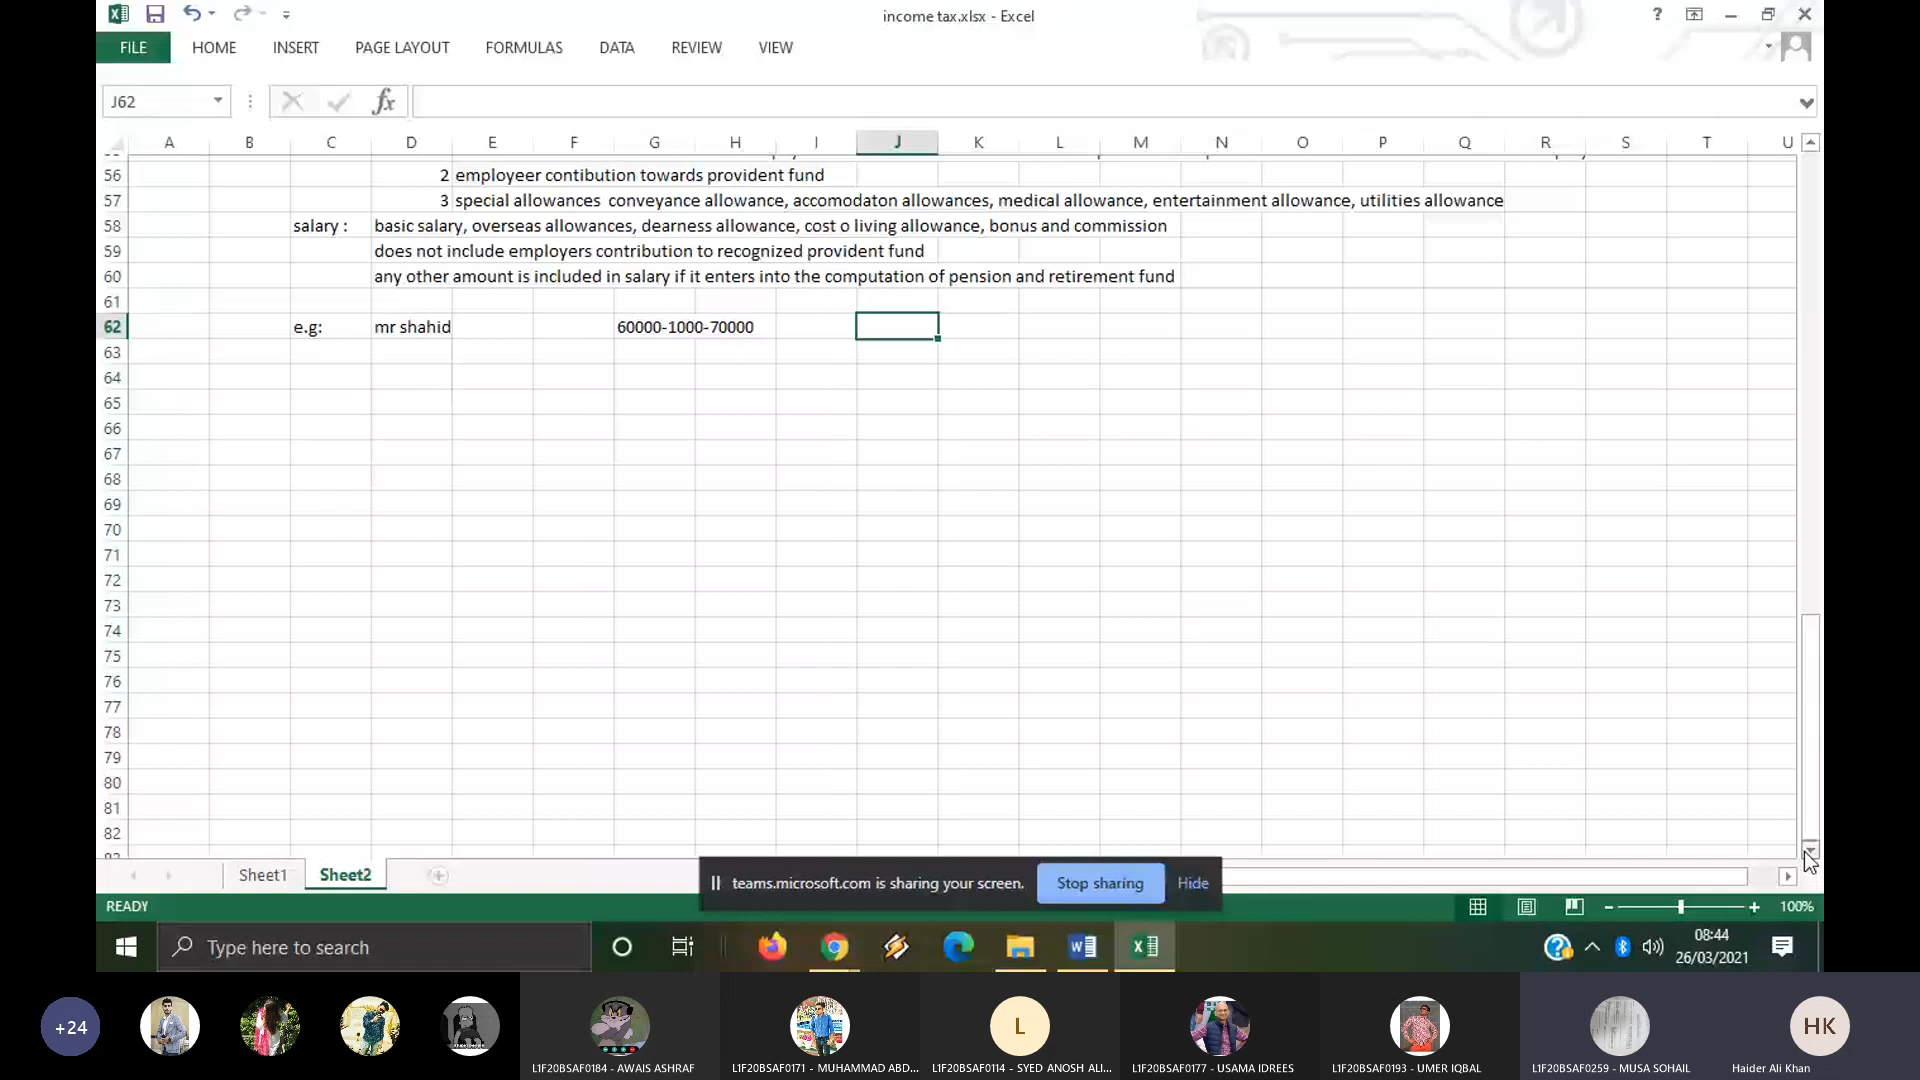 income tax.xlsx - Excel
?
FILE HOME INSERT PAGE LAYOUT FORMULAS DATA REVIEW VIEW
J62 fx
A B C D E F G H I J K L M N O P Q R S T U
56 2 employeer contibution towards provident fund
57 3 special allowances conveyance allowance, accomodaton allowances, medical allowance, entertainment allowance, utilities allowance
58 salary : basic salary, overseas allowances, dearness allowance, cost o living allowance, bonus and commission
59 does not include employers contribution to recognized provident fund
60 any other amount is included in salary if it enters into the computation of pension and retirement fund
61
62 e.g: mr shahid 60000-1000-70000
63
64
65
66
67
68
69
70
71
72
73
74
75
76
77
78
79
80
81
82
Sheet1 Sheet2
teams.microsoft.com is sharing your screen. Stop sharing Hide
READY 100%
Type here to search
08:44
26/03/2021
+24 L HK
L1F20BSAF0184 - AWAIS ASHRAF L1F20BSAF0171 - MUHAMMAD ABD... L1F20BSAF0114 - SYED ANOSH ALI... L1F20BSAF0177 - USAMA IDREES L1F20BSAF0193 - UMER IQBAL L1F20BSAF0259 - MUSA SOHAIL Haider Ali Khan